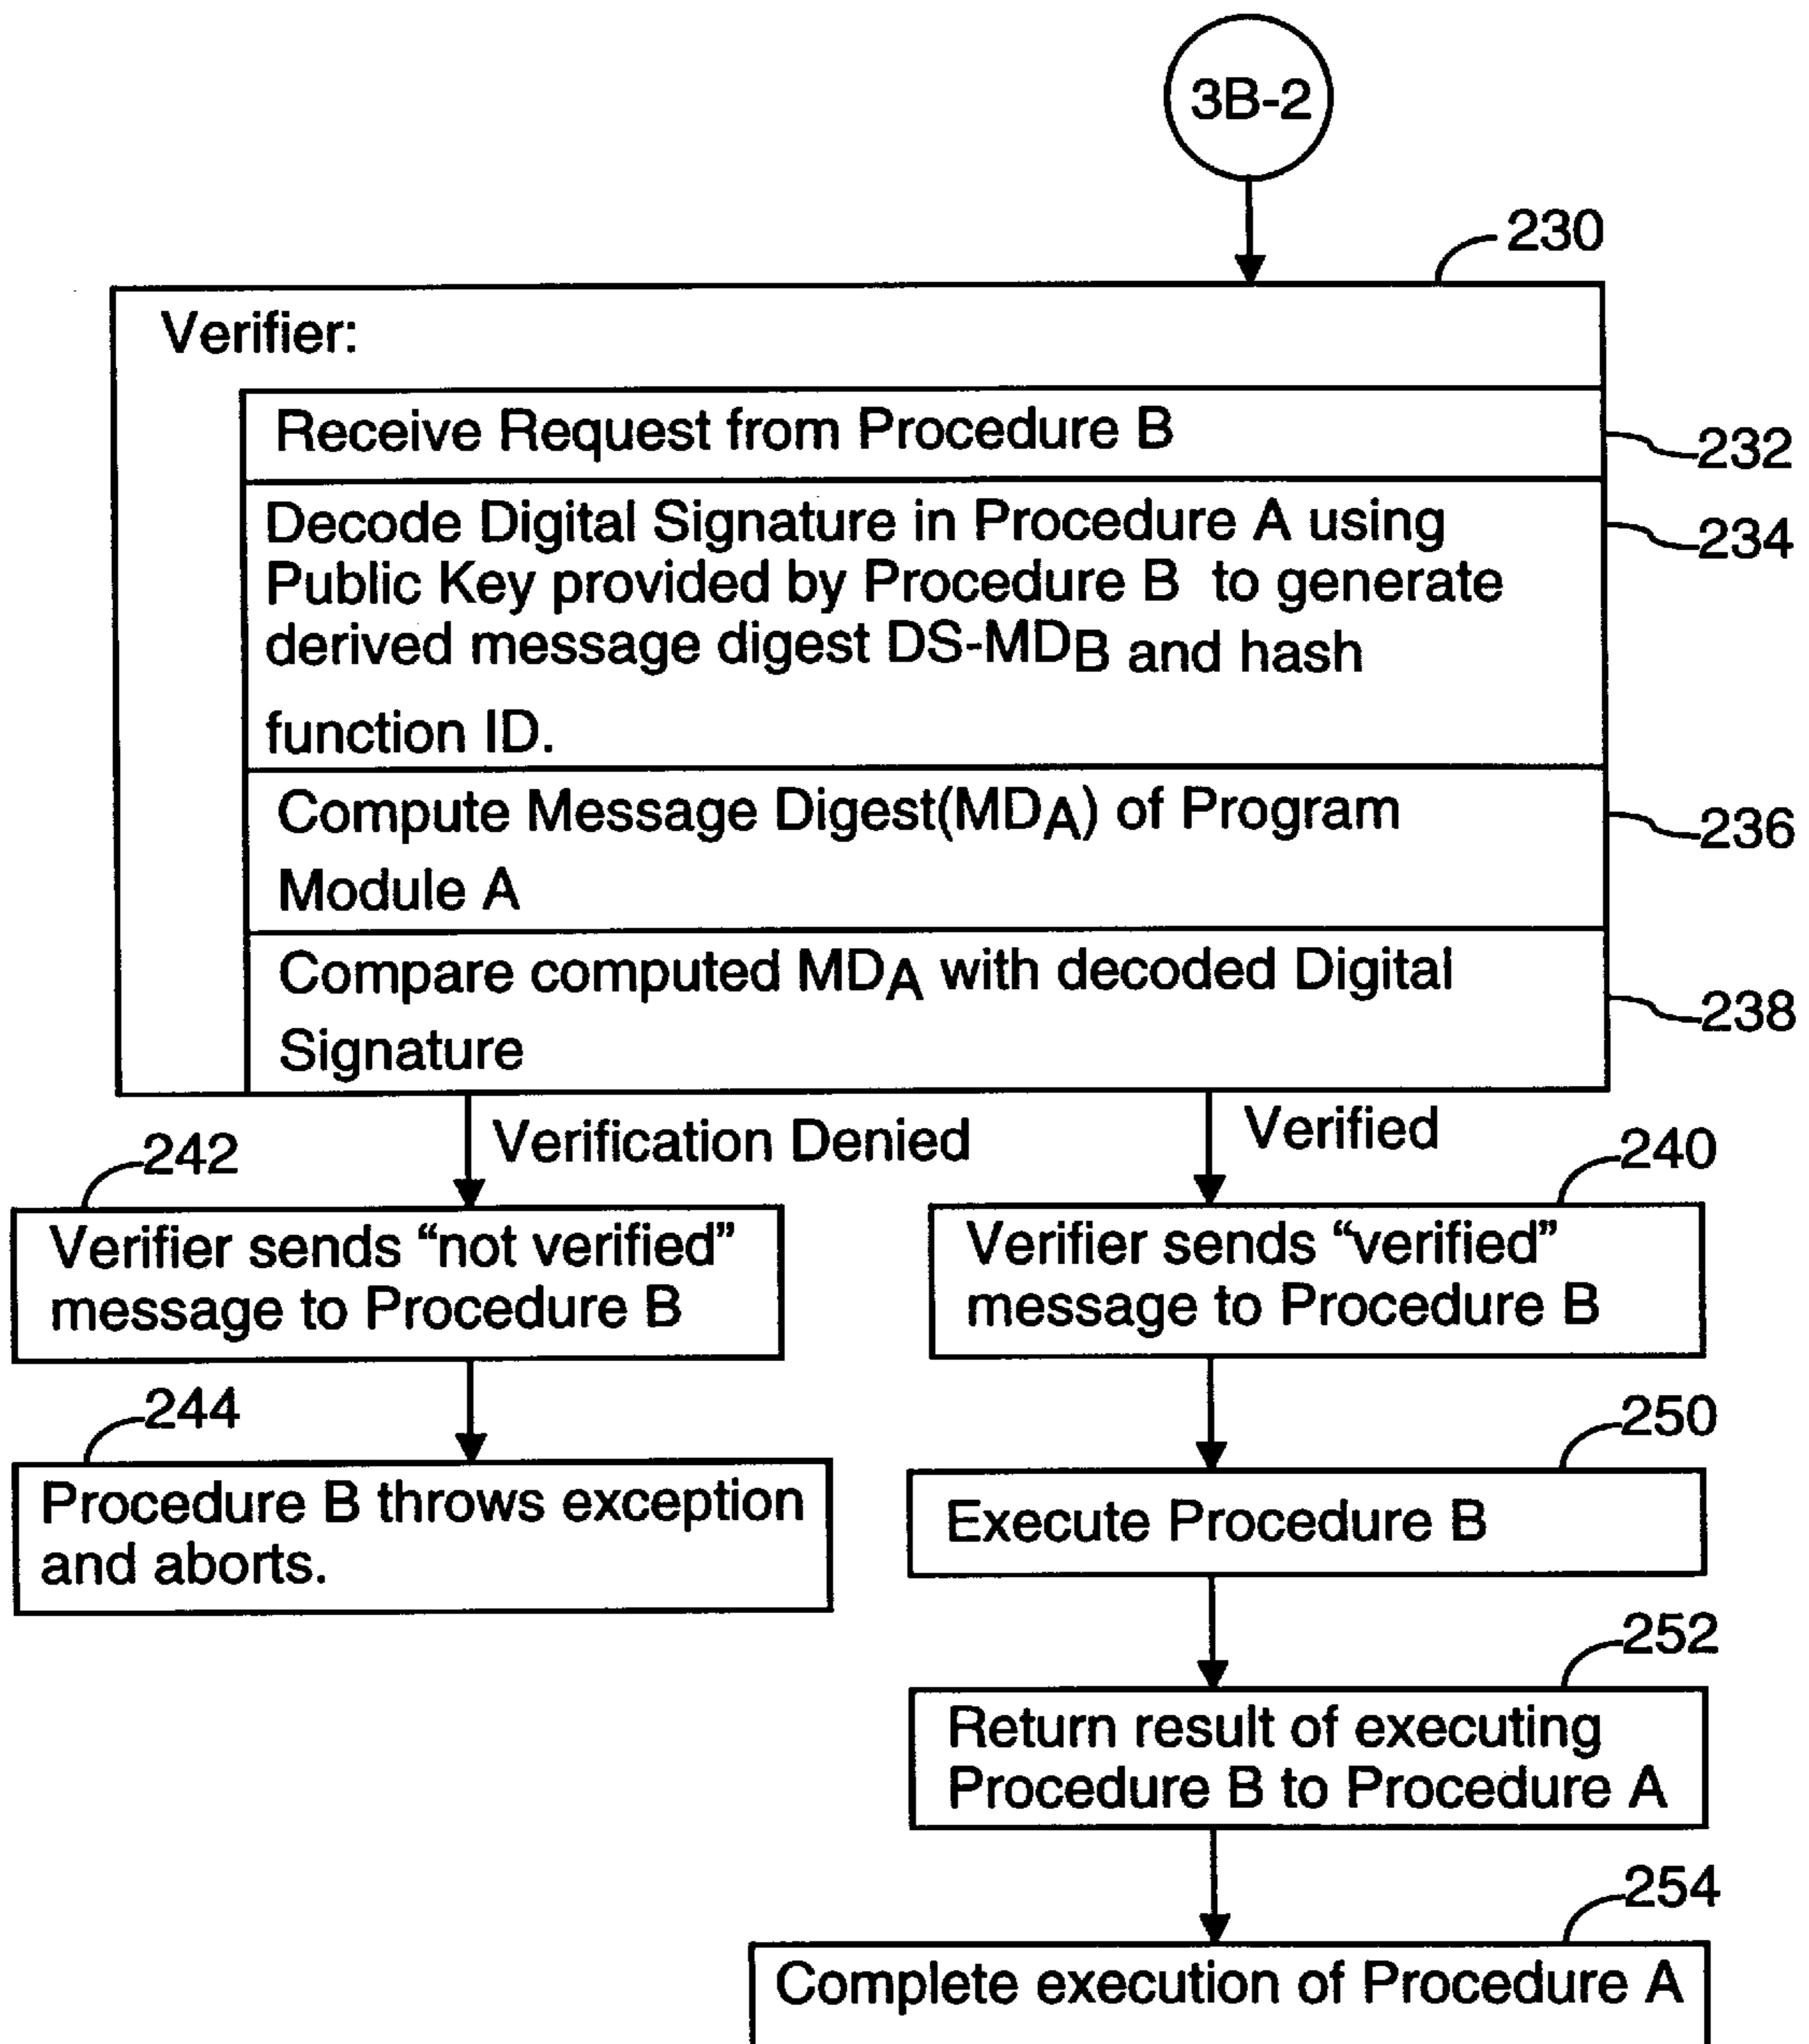 3B-2
230
Verifier:
Receive Request from Procedure B
232
Decode Digital Signature in Procedure A using
234
Public Key provided by Procedure B to generate
derived message digest DS-MDB and hash
function ID.
Compute Message Digest(MDA) of Program
236
Module A
Compare computed MDA with decoded Digital
238
Signature
Verification Denied
Verified
242
240
Verifier sends “not verified”
message to Procedure B
Verifier sends “verified”
message to Procedure B
244
250
Procedure B throws exception
and aborts.
Execute Procedure B
252
Return result of executing
Procedure B to Procedure A
254
Complete execution of Procedure A